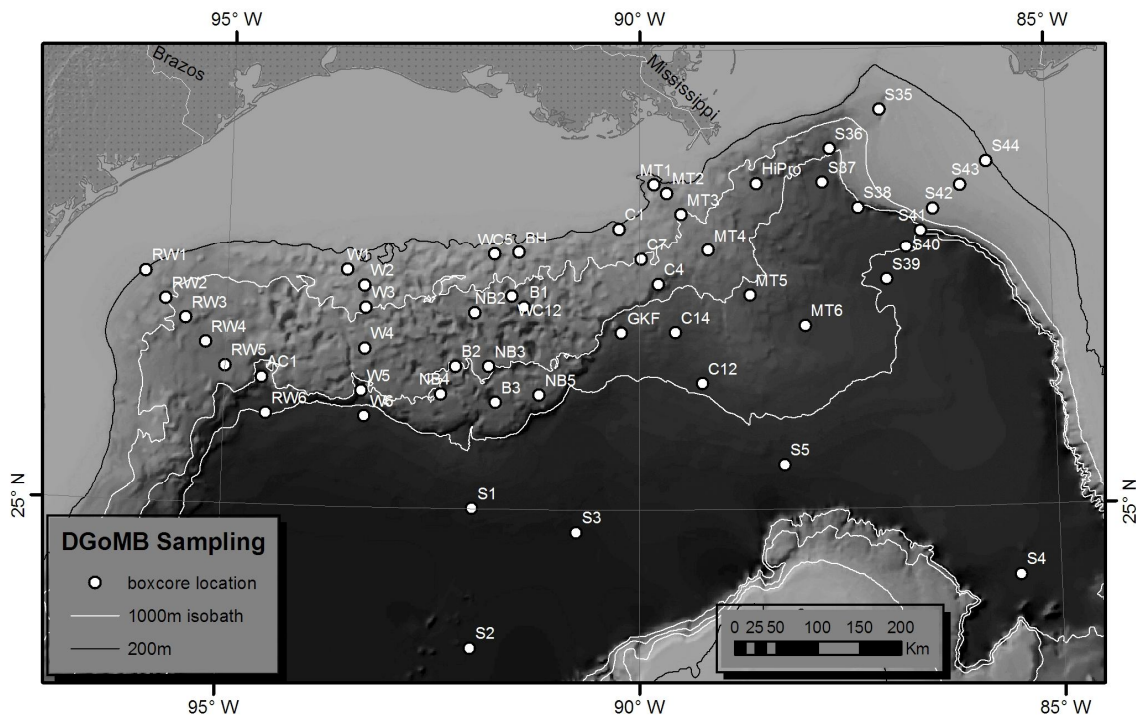 95° W
90° W
85° W
Brazos
Mississippi
S35
S36
S44
MT1
HiPro
S37
S43
MT2
S38
S42
MT3
C1
S41
WC5
BH
MT4
S40
RW1
W1
C7
W2
C4
S39
RW2
W3
NB2
B1
MT5
RW3
WC12
MT6
RW4
W4
GKF
C14
RW5
AC1
B2
NB3
W5
NB4
NB5
C12
RW6
W6
B3
S5
25° N
25° N
S1
S3
S4
S2
DGoMB Sampling
boxcore location
1000m isobath
200m
0 25 50 100 150 200
Km
95° W
90° W
85° W